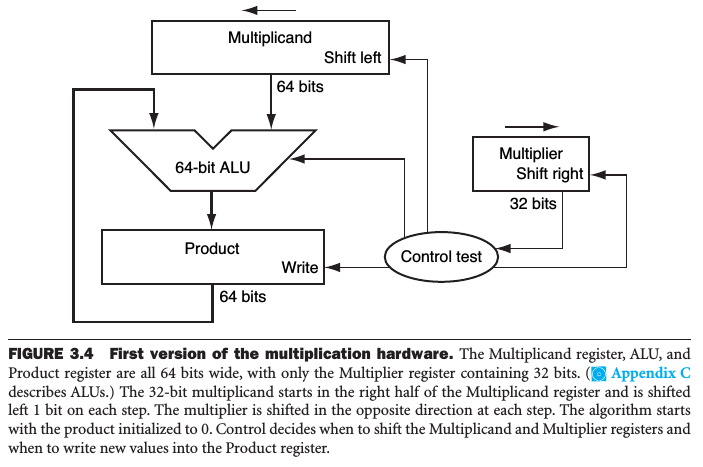 Multiplicand
Shift left
64 bits
64-bit ALU
Multiplier
Shift right
32 bits
Product
Write
Control test
64 bits
FIGURE 3.4 First version of the multiplication hardware. The Multiplicand register, ALU, and
Product register are all 64 bits wide, with only the Multiplier register containing 32 bits. ( Appendix C
describes ALUs.) The 32-bit multiplicand starts in the right half of the Multiplicand register and is shifted
left 1 bit on each step. The multiplier is shifted in the opposite direction at each step. The algorithm starts
with the product initialized to 0. Control decides when to shift the Multiplicand and Multiplier registers and
when to write new values into the Product register.